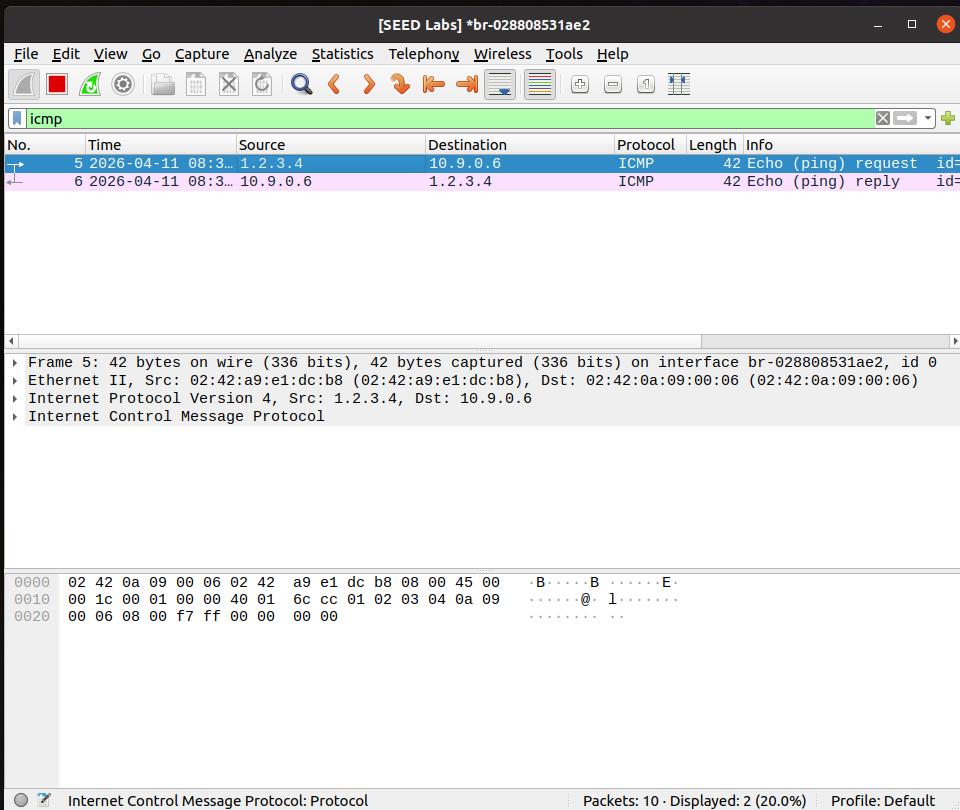 [SEED Labs] *br-028808531ae2
File Edit View Go Capture Analyze Statistics Telephony Wireless Tools Help
icmp
No. Time Source Destination Protocol Length Info
5 2026-04-11 08:3… 1.2.3.4 10.9.0.6 ICMP 42 Echo (ping) request id=
6 2026-04-11 08:3… 10.9.0.6 1.2.3.4 ICMP 42 Echo (ping) reply id=
Frame 5: 42 bytes on wire (336 bits), 42 bytes captured (336 bits) on interface br-028808531ae2, id 0
Ethernet II, Src: 02:42:a9:e1:dc:b8 (02:42:a9:e1:dc:b8), Dst: 02:42:0a:09:00:06 (02:42:0a:09:00:06)
Internet Protocol Version 4, Src: 1.2.3.4, Dst: 10.9.0.6
Internet Control Message Protocol
0000 02 42 0a 09 00 06 02 42 a9 e1 dc b8 08 00 45 00 ·B·····B ······E·
0010 00 1c 00 01 00 00 40 01 6c cc 01 02 03 04 0a 09 ······@· l·······
0020 00 06 08 00 f7 ff 00 00 00 00 ········ ··
Internet Control Message Protocol: Protocol Packets: 10 · Displayed: 2 (20.0%) Profile: Default